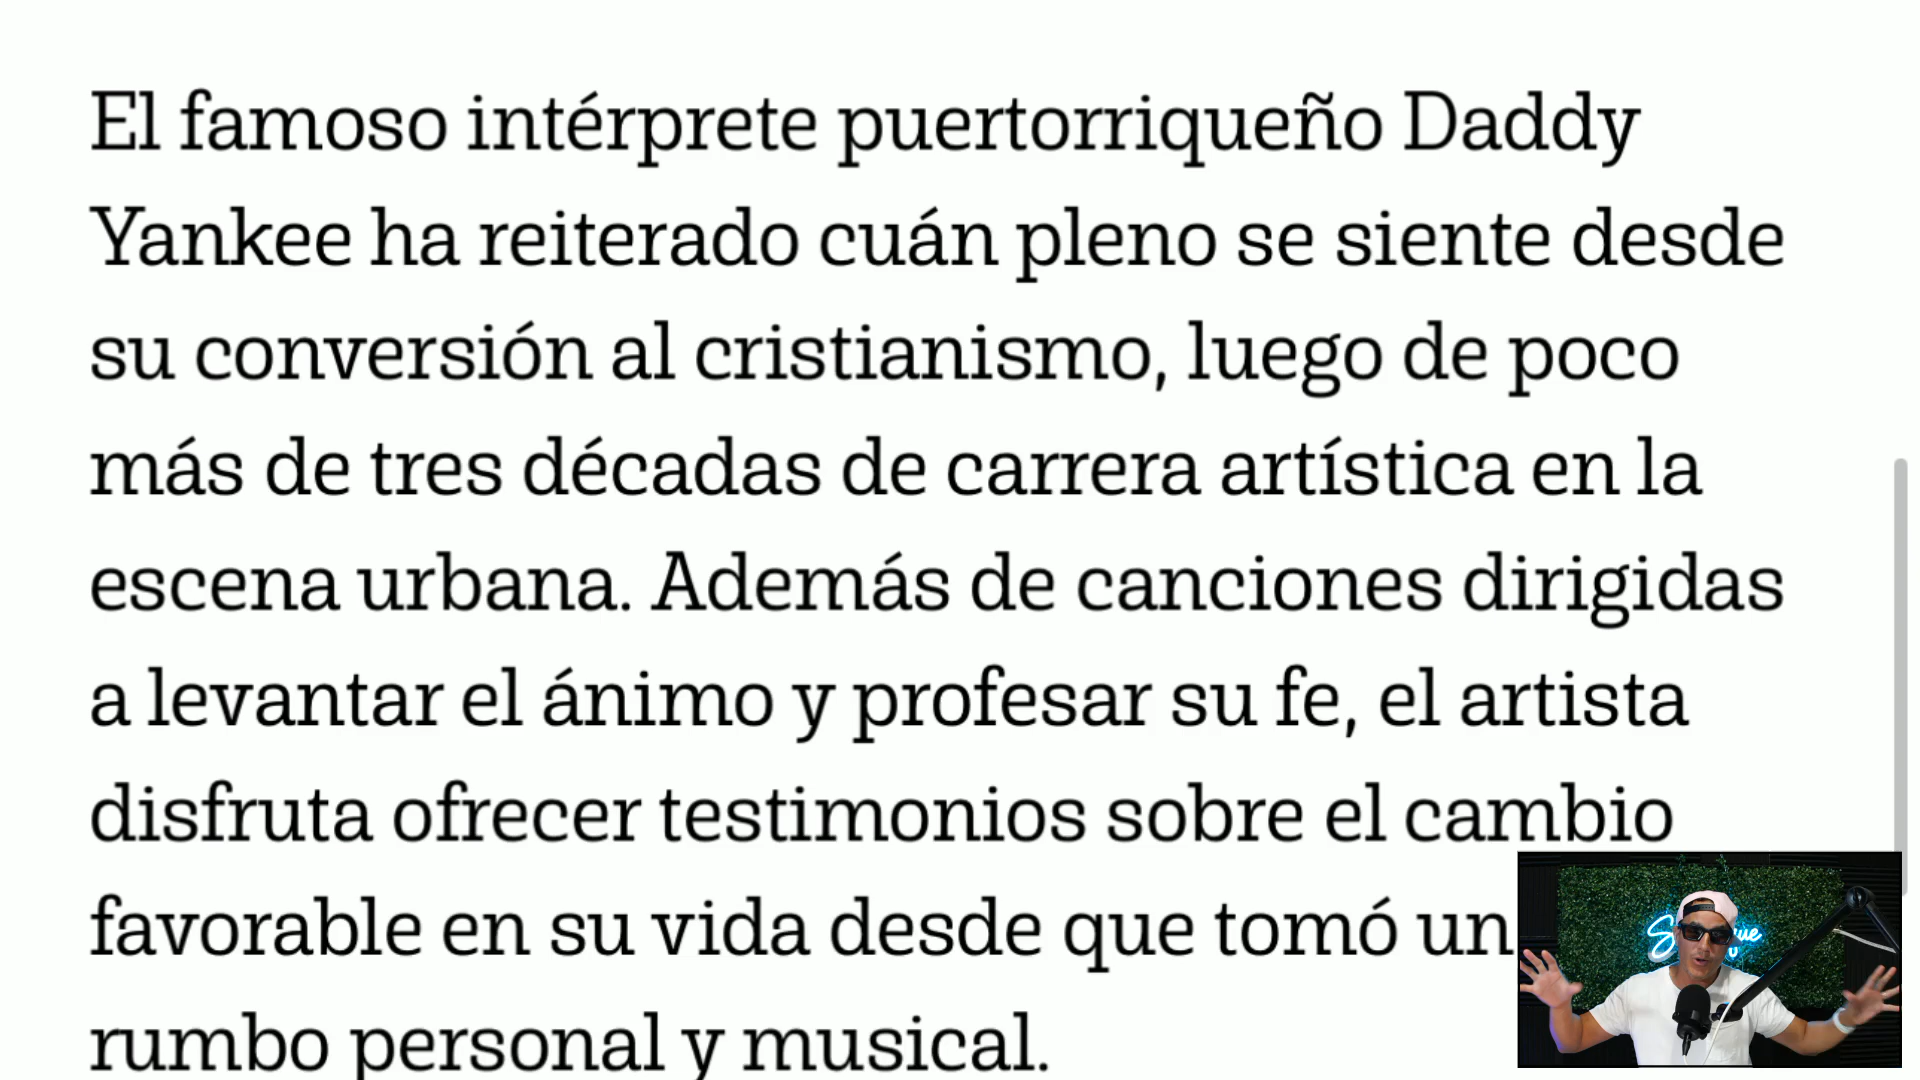 El famoso intérprete puertorriqueño Daddy
Yankee ha reiterado cuán pleno se siente desde
su conversión al cristianismo, luego de poco
más de tres décadas de carrera artística en la
escena urbana. Además de canciones dirigidas
a levantar el ánimo y profesar su fe, el artista
disfruta ofrecer testimonios sobre el cambio
favorable en su vida desde que tomó un
rumbo personal y musical.